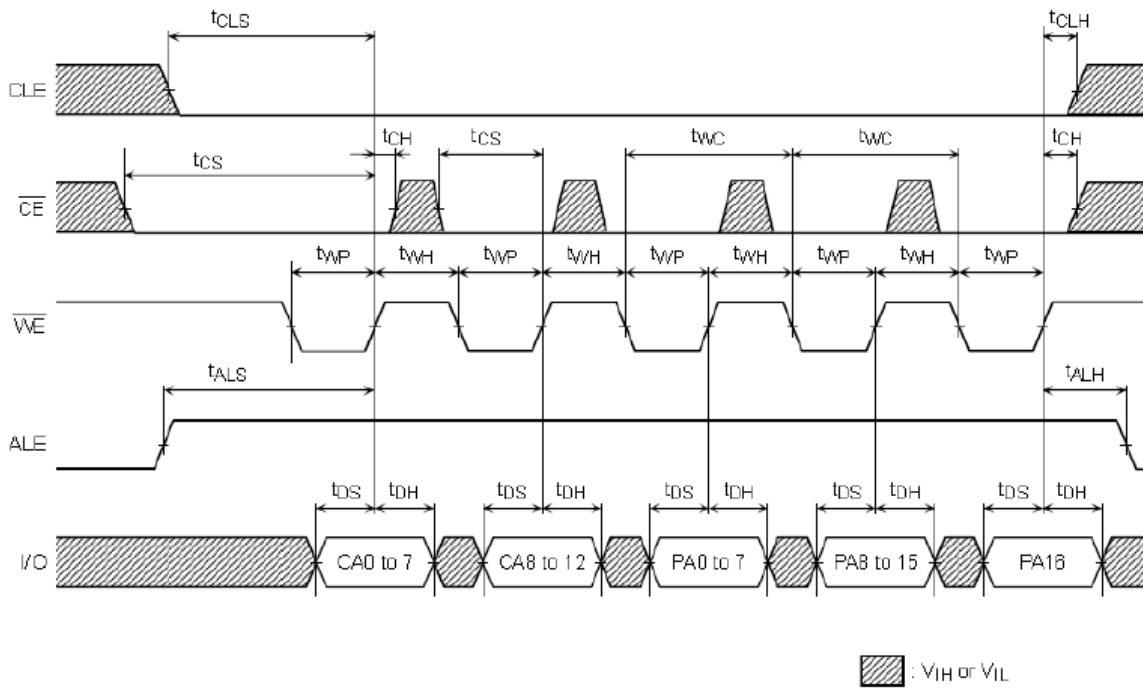 tCLS tCLH
CLE
tCH tCS tWC tWC tCH
tCS
CE
tWP tWH tWP tWH tWP tWH tWP tWH tWP
WE
tALS tALH
ALE
tDS tDH tDS tDH tDS tDH tDS tDH tDS tDH
I/O CA0 to 7 CA8 to 12 PA0 to 7 PA8 to 15 PA16
: VIH or VIL